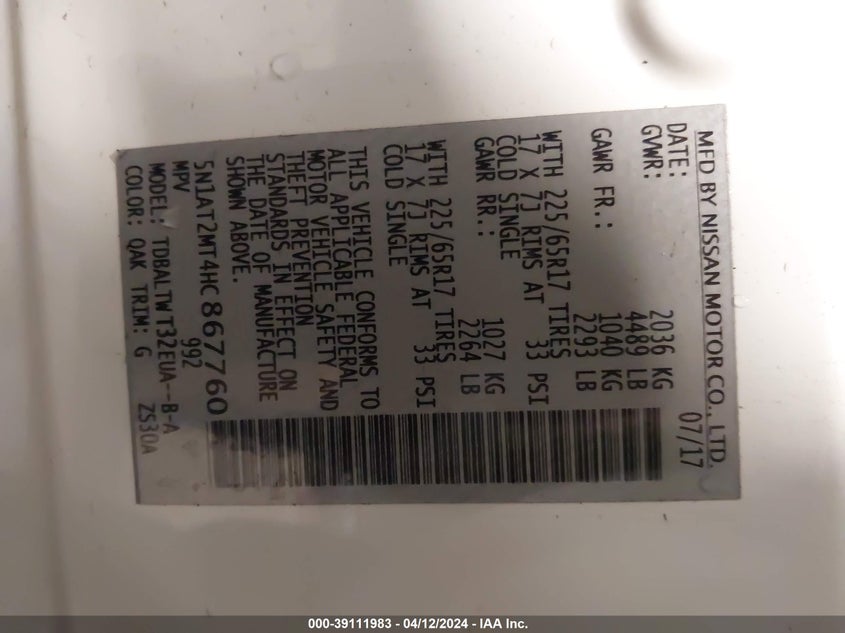 MFD BY NISSAN MOTOR CO., LTD.
DATE: 07/17
GVWR: 2036 KG
4489 LB
GAWR FR.: 1040 KG
2293 LB
WITH 225/65R17 TIRES
17 X 7J RIMS AT 33 PSI
COLD SINGLE
GAWR RR.: 1027 KG
2264 LB
WITH 225/65R17 TIRES
17 X 7J RIMS AT 33 PSI
COLD SINGLE
THIS VEHICLE CONFORMS TO
ALL APPLICABLE FEDERAL
MOTOR VEHICLE SAFETY AND
THEFT PREVENTION
STANDARDS IN EFFECT ON
THE DATE OF MANUFACTURE
SHOWN ABOVE.
5N1AT2MT4HC867760
MPV 99Z
MODEL: TDBALTWT32EUA--B-A
COLOR: QAK TRIM: G ZS30A
000-39111983 - 04/12/2024 - IAA Inc.